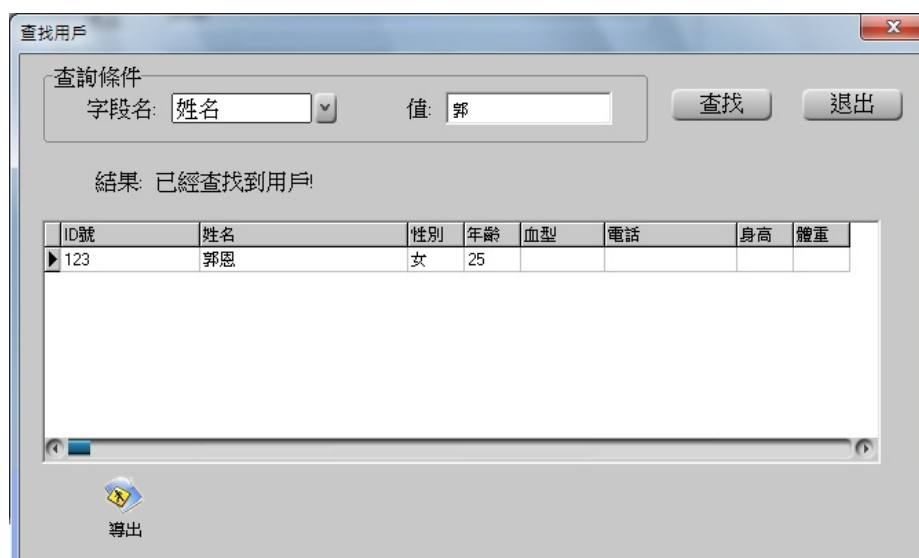 查找用戶
查詢條件
字段名: 姓名 值: 郭 查找 退出
結果: 已經查找到用戶!
ID號 姓名 性別 年齡 血型 電話 身高 體重
123 郭恩 女 25
導出